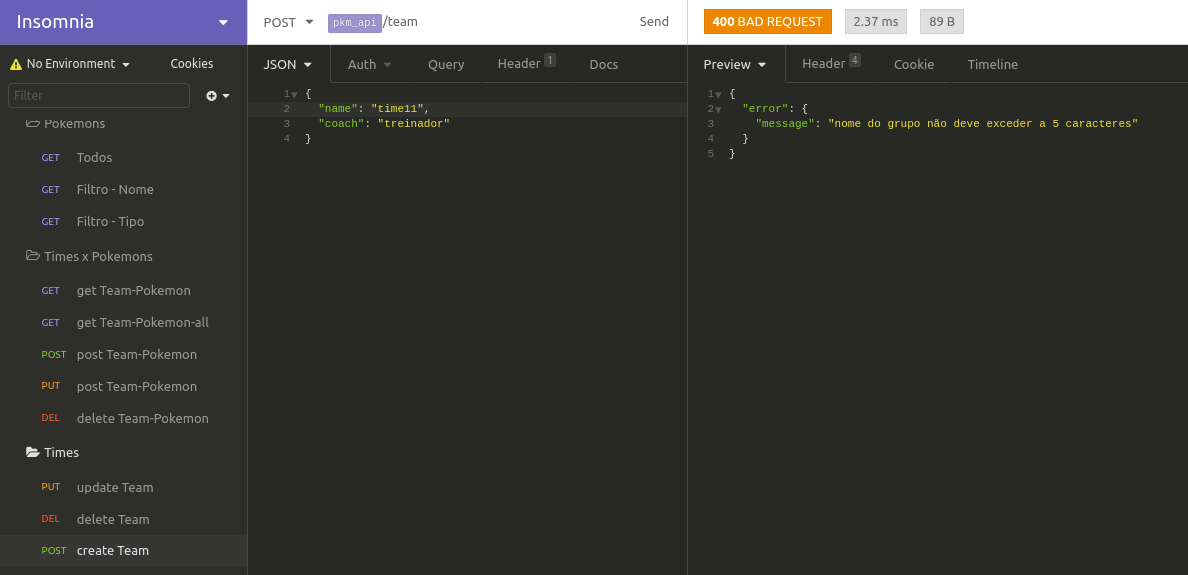 Insomnia
POST pkm_api/team Send
400 BAD REQUEST 2.37 ms 89 B
No Environment Cookies
JSON Auth Query Header 1 Docs
Preview Header 4 Cookie Timeline
Filter
Pokemons
GET Todos
GET Filtro - Nome
GET Filtro - Tipo
Times x Pokemons
GET get Team-Pokemon
GET get Team-Pokemon-all
POST post Team-Pokemon
PUT post Team-Pokemon
DEL delete Team-Pokemon
Times
PUT update Team
DEL delete Team
POST create Team
1 {
2 "name": "time11",
3 "coach": "treinador"
4 }
1 {
2 "error": {
3 "message": "nome do grupo não deve exceder a 5 caracteres"
4 }
5 }